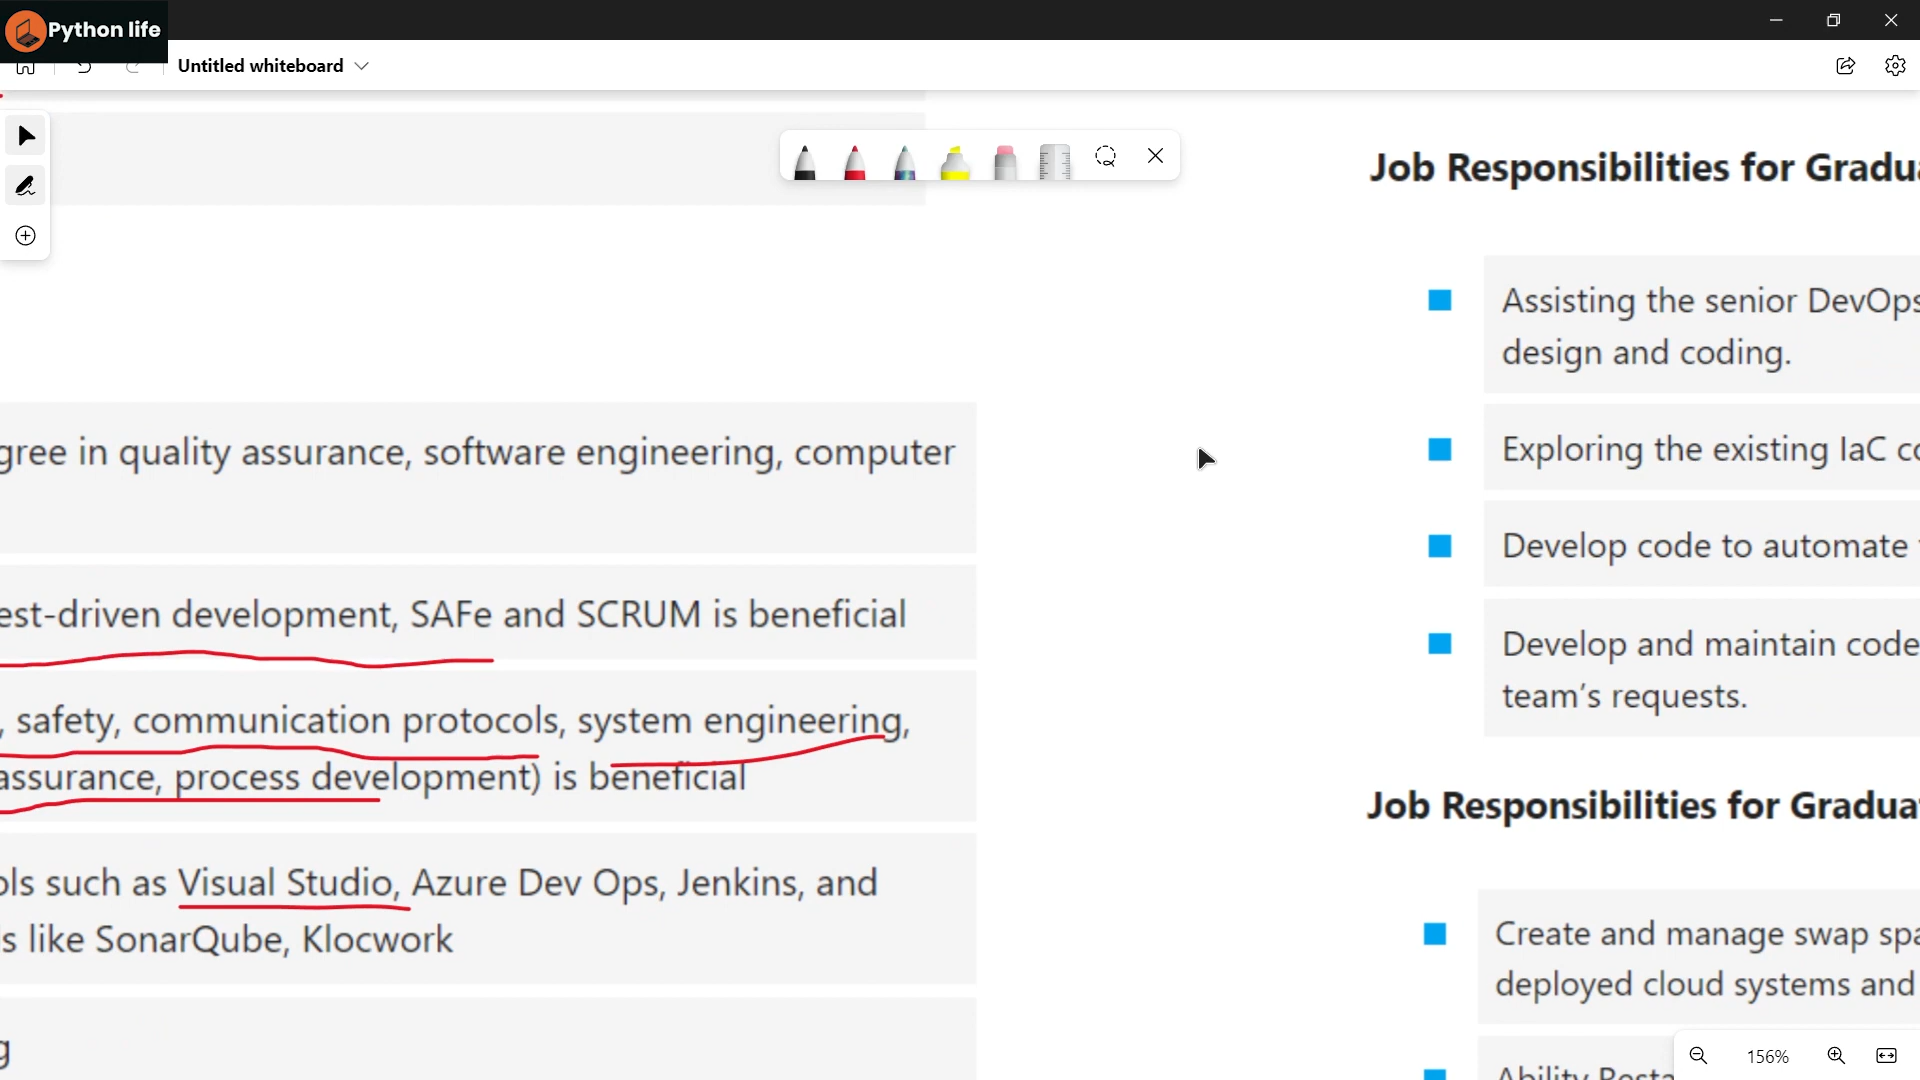 Python life
Untitled whiteboard
gree in quality assurance, software engineering, computer
est-driven development, SAFe and SCRUM is beneficial
, safety, communication protocols, system engineering,
assurance, process development) is beneficial
ols such as Visual Studio, Azure Dev Ops, Jenkins, and
s like SonarQube, Klocwork
g
Job Responsibilities for Gradua
Assisting the senior DevOps
design and coding.
Exploring the existing IaC co
Develop code to automate
Develop and maintain code
team's requests.
Job Responsibilities for Graduat
Create and manage swap spa
deployed cloud systems and
Ability Resta
156%